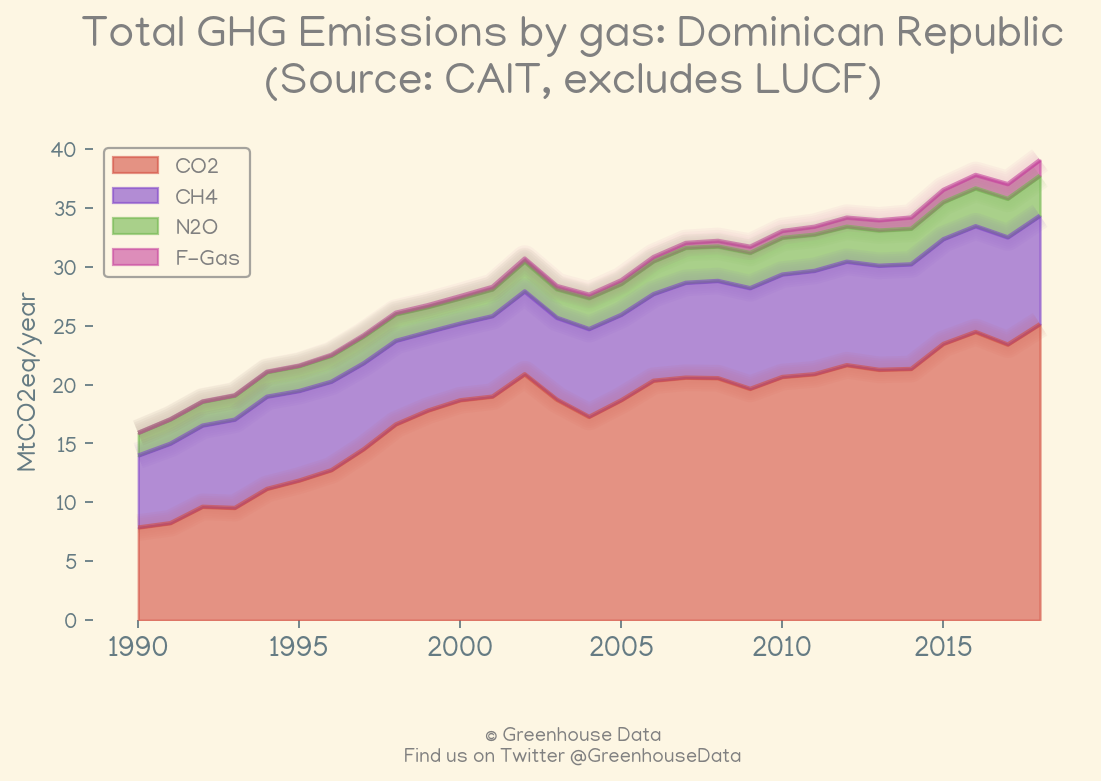 Total GHG Emissions by gas: Dominican Republic
(Source: CAIT, excludes LUCF)
MtCO2eq/year
40
35
30
25
20
15
10
5
0
CO2
CH4
N2O
F-Gas
1990 1995 2000 2005 2010 2015
© Greenhouse Data
Find us on Twitter @GreenhouseData